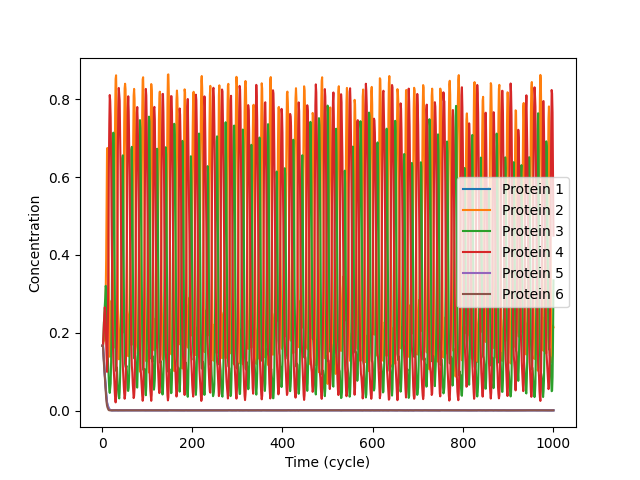 0.8
0.6
0.4
0.2
0.0
Concentration
0
200
400
600
800
1000
Time (cycle)
Protein 1
Protein 2
Protein 3
Protein 4
Protein 5
Protein 6